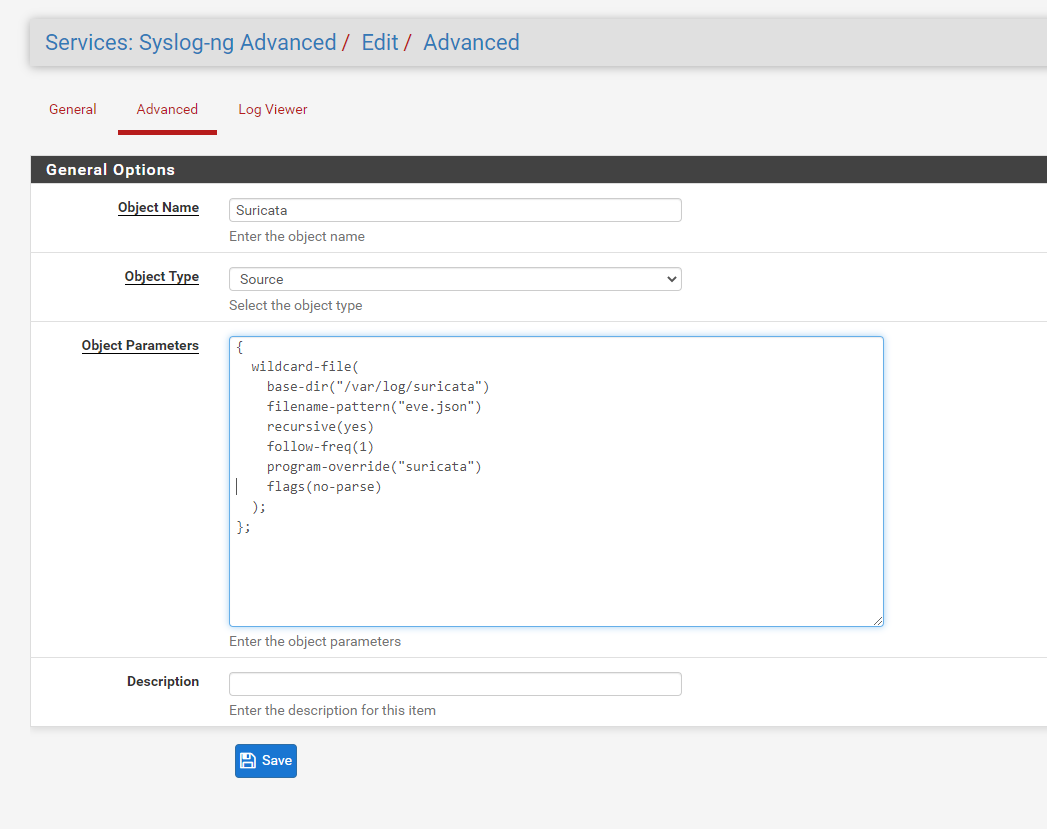 Services: Syslog-ng Advanced / Edit / Advanced
General Advanced Log Viewer
General Options
Object Name
Suricata
Enter the object name
Object Type
Source
Select the object type
Object Parameters
{
  wildcard-file(
    base-dir("/var/log/suricata")
    filename-pattern("eve.json")
    recursive(yes)
    follow-freq(1)
    program-override("suricata")
    flags(no-parse)
  );
};
Enter the object parameters
Description
Enter the description for this item
Save